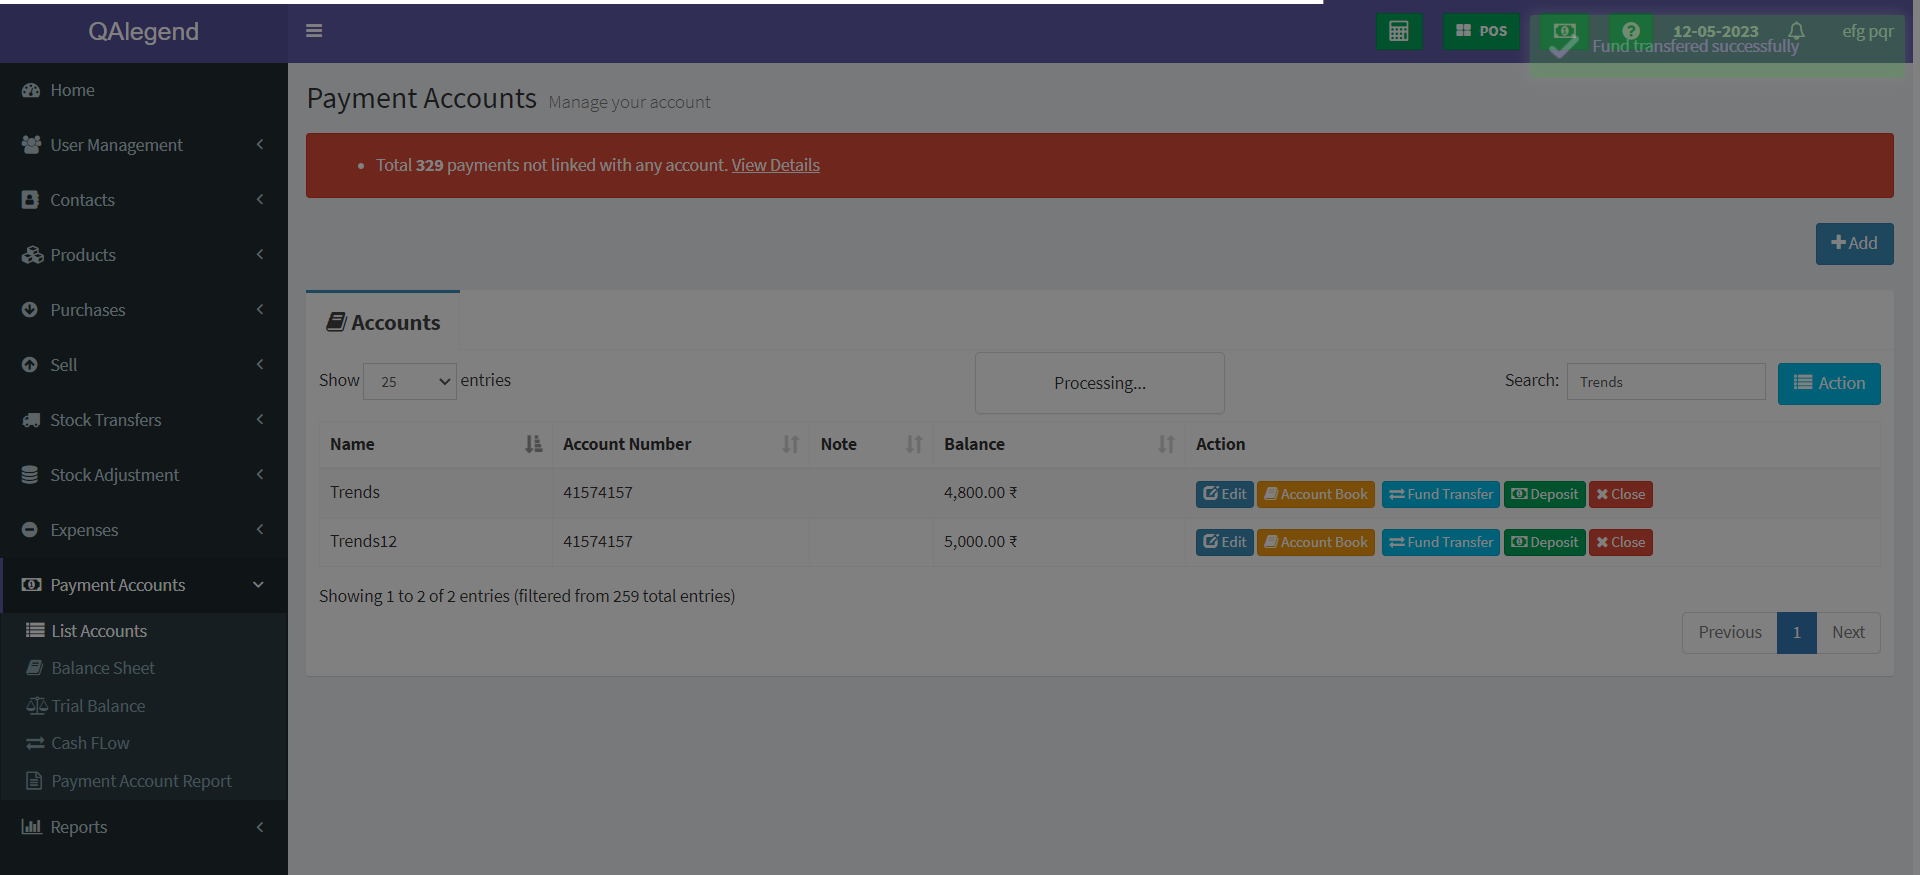 QAlegend
POS
12-05-2023
efg pqr
Fund transfered successfully
Home
User Management
Contacts
Products
Purchases
Sell
Stock Transfers
Stock Adjustment
Expenses
Payment Accounts
List Accounts
Balance Sheet
Trial Balance
Cash FLow
Payment Account Report
Reports
Payment Accounts Manage your account
Total 329 payments not linked with any account. View Details
Add
Accounts
Show 25 entries
Processing...
Search: Trends
Action
Name Account Number Note Balance Action
Trends 41574157 4,800.00 ₹ Edit Account Book Fund Transfer Deposit Close
Trends12 41574157 5,000.00 ₹ Edit Account Book Fund Transfer Deposit Close
Showing 1 to 2 of 2 entries (filtered from 259 total entries)
Previous 1 Next